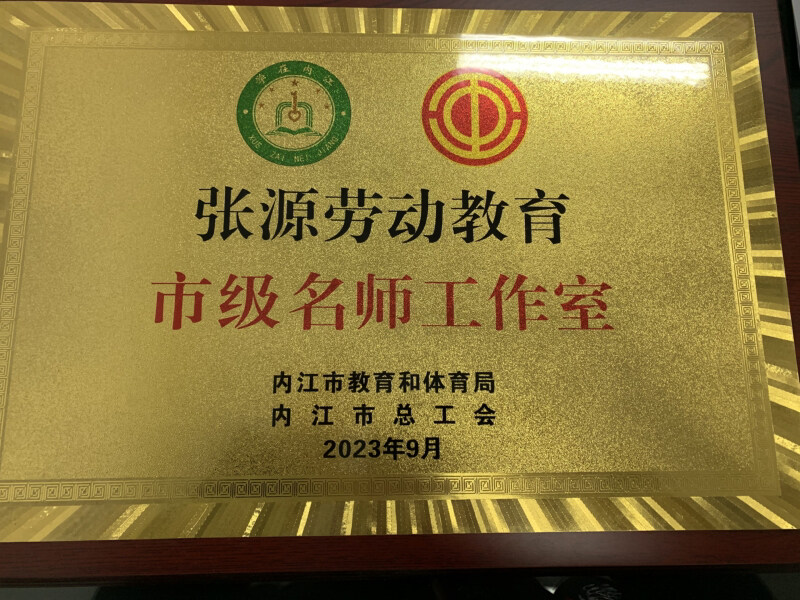 学在内江
XUE ZAI NEI JIANG
张源劳动教育
市级名师工作室
内江市教育和体育局
内江市总工会
2023年9月